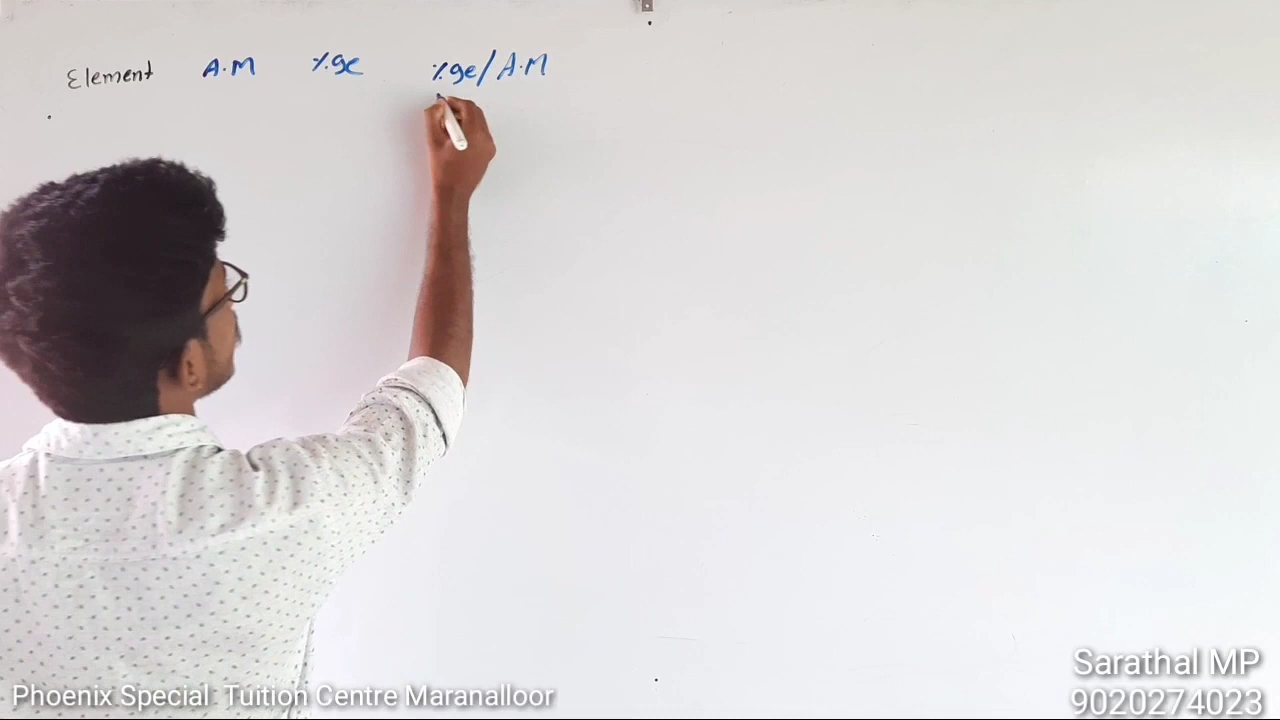 Element A.M %ge %ge/A.M
Sarathal MP
Phoenix Special Tuition Centre Maranalloor
9020274023